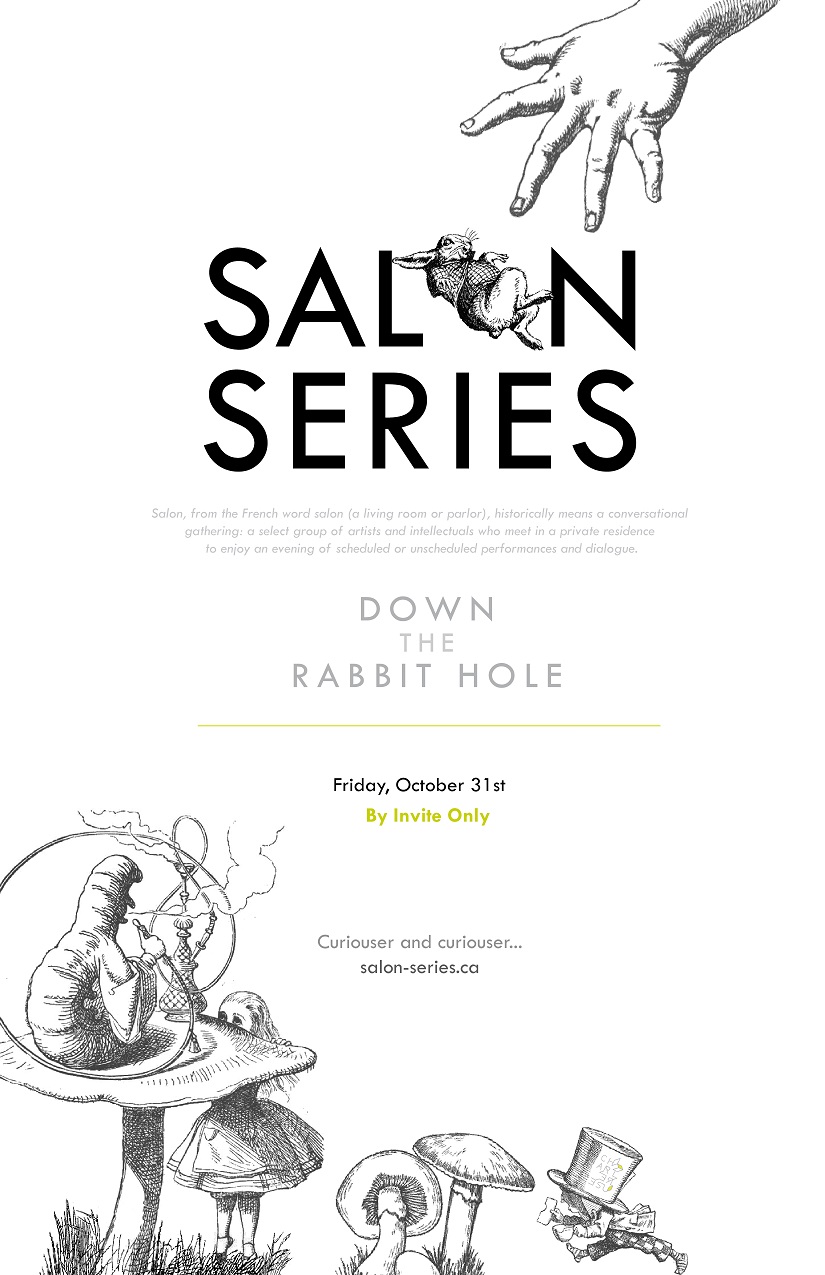 SALON
SERIES
Salon, from the French word salon (a living room or parlor), historically means a conversational
gathering: a select group of artists and intellectuals who meet in a private residence
to enjoy an evening of scheduled or unscheduled performances and dialogue.
DOWN
THE
RABBIT HOLE
Friday, October 31st
By Invite Only
Curiouser and curiouser...
salon-series.ca